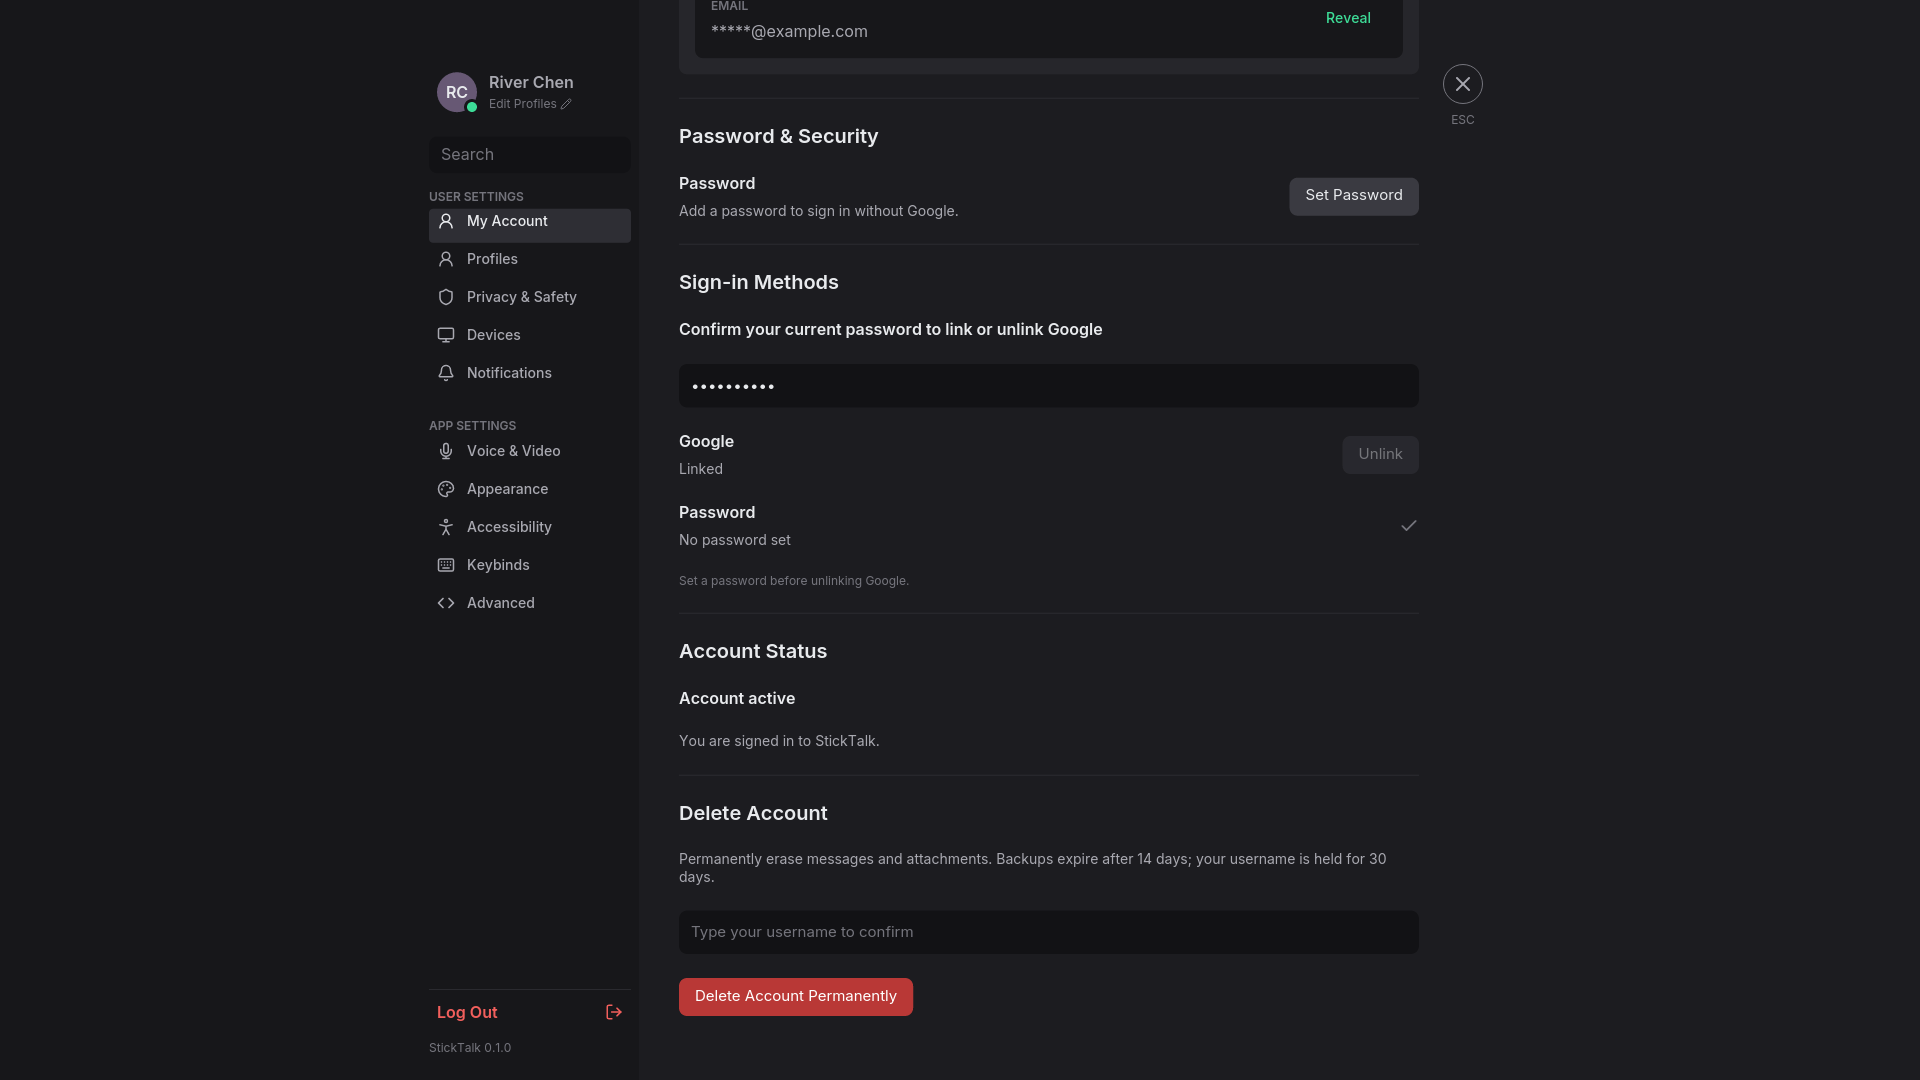 RC
River Chen
Edit Profiles
Search
USER SETTINGS
My Account
Profiles
Privacy & Safety
Devices
Notifications
APP SETTINGS
Voice & Video
Appearance
Accessibility
Keybinds
Advanced
Log Out
StickTalk 0.1.0
EMAIL
*****@example.com
Reveal
ESC
Password & Security
Password
Add a password to sign in without Google.
Set Password
Sign-in Methods
Confirm your current password to link or unlink Google
••••••••••
Google
Linked
Unlink
Password
No password set
Set a password before unlinking Google.
Account Status
Account active
You are signed in to StickTalk.
Delete Account
Permanently erase messages and attachments. Backups expire after 14 days; your username is held for 30
days.
Type your username to confirm
Delete Account Permanently